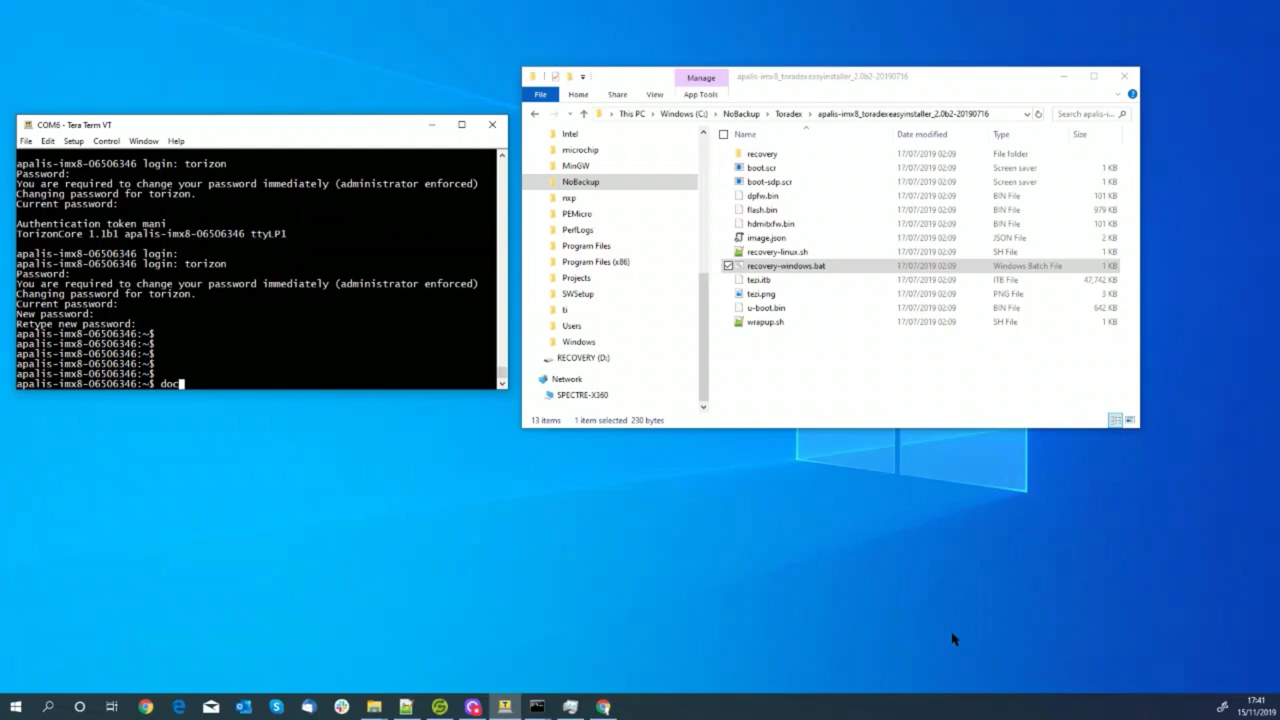 COM6 - Tera Term VT
File Edit Setup Control Window Help
apalis-imx8-06506346 login: torizon
Password:
You are required to change your password immediately (administrator enforced)
Changing password for torizon.
Current password:
Authentication token mani
TorizonCore 1.1b1 apalis-imx8-06506346 ttyLP1
apalis-imx8-06506346 login:
apalis-imx8-06506346 login: torizon
Password:
You are required to change your password immediately (administrator enforced)
Changing password for torizon.
Current password:
New password:
Retype new password:
apalis-imx8-06506346:~$
apalis-imx8-06506346:~$
apalis-imx8-06506346:~$
apalis-imx8-06506346:~$
apalis-imx8-06506346:~$
apalis-imx8-06506346:~$ doc
Manage apalis-imx8_toradexeasyinstaller_2.0b2-20190716
File Home Share View App Tools
This PC > Windows (C:) > NoBackup > Toradex > apalis-imx8_toradexeasyinstaller_2.0b2-20190716 Search apalis-i...
Intel
microchip
MinGW
NoBackup
nxp
PEMicro
PerfLogs
Program Files
Program Files (x86)
Projects
SWSetup
ti
Users
Windows
RECOVERY (D:)
Network
SPECTRE-X360
Name Date modified Type Size
recovery 17/07/2019 02:09 File folder
boot.scr 17/07/2019 02:09 Screen saver 1 KB
boot-sdp.scr 17/07/2019 02:09 Screen saver 1 KB
dpfw.bin 17/07/2019 02:09 BIN File 101 KB
flash.bin 17/07/2019 02:09 BIN File 979 KB
hdmitxfw.bin 17/07/2019 02:09 BIN File 101 KB
image.json 17/07/2019 02:09 JSON File 2 KB
recovery-linux.sh 17/07/2019 02:09 SH File 1 KB
recovery-windows.bat 17/07/2019 02:09 Windows Batch File 1 KB
tezi.itb 17/07/2019 02:09 ITB File 47,742 KB
tezi.png 17/07/2019 02:09 PNG File 3 KB
u-boot.bin 17/07/2019 02:09 BIN File 642 KB
wrapup.sh 17/07/2019 02:09 SH File 1 KB
13 items 1 item selected 230 bytes
17:41
15/11/2019